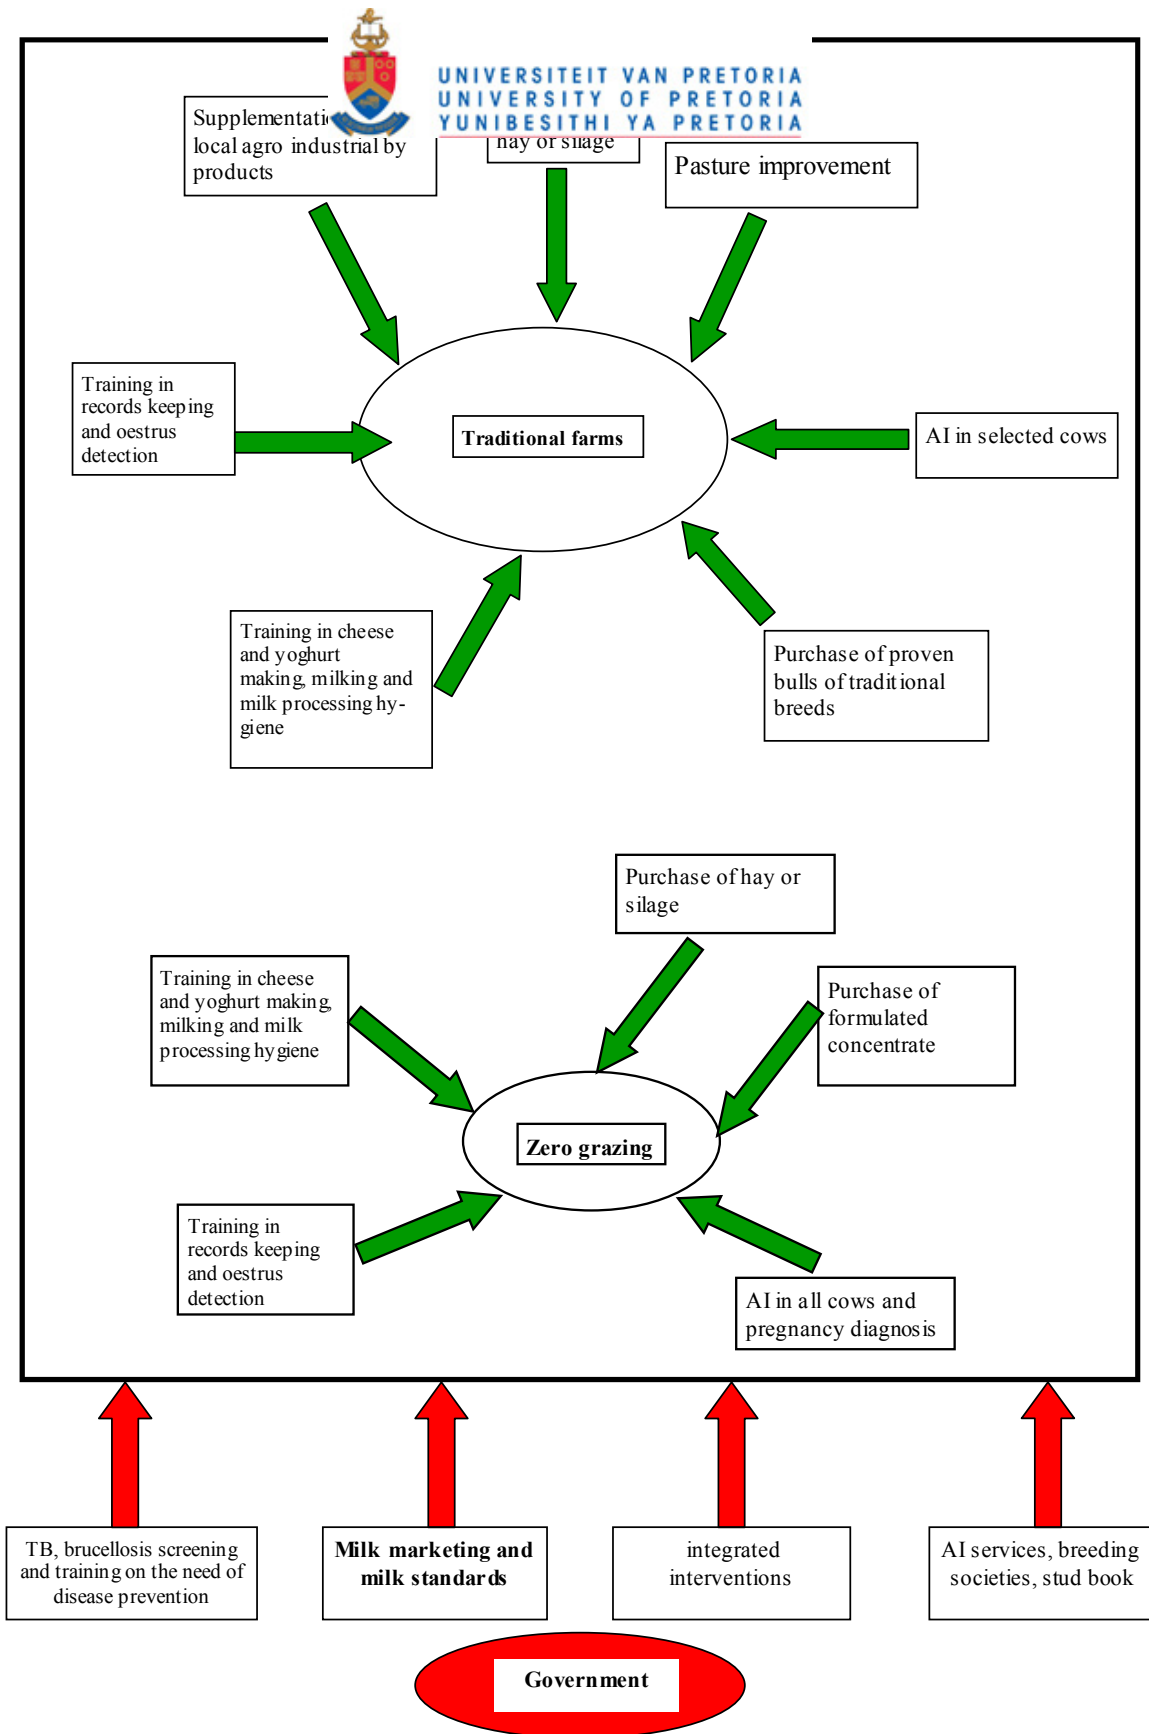 UNIVERSITEIT VAN PRETORIA
UNIVERSITY OF PRETORIA
YUNIBESITHI YA PRETORIA
local agro industrial by
products
hay or silage
Pasture improvement
Training in
records keeping
and oestrus
detection
Traditional farms
AI in selected cows
Training in cheese
and yoghurt
making, milking and
milk processing hy-
giene
Purchase of proven
bulls of traditional
breeds
Purchase of hay or
silage
Training in cheese
and yoghurt making,
milking and milk
processing hygiene
Purchase of
formulated
concentrate
Zero grazing
Training in
records keeping
and oestrus
detection
AI in all cows and
pregnancy diagnosis
TB, brucellosis screening
and training on the need of
disease prevention
Milk marketing and
milk standards
integrated
interventions
AI services, breeding
societies, stud book
Government